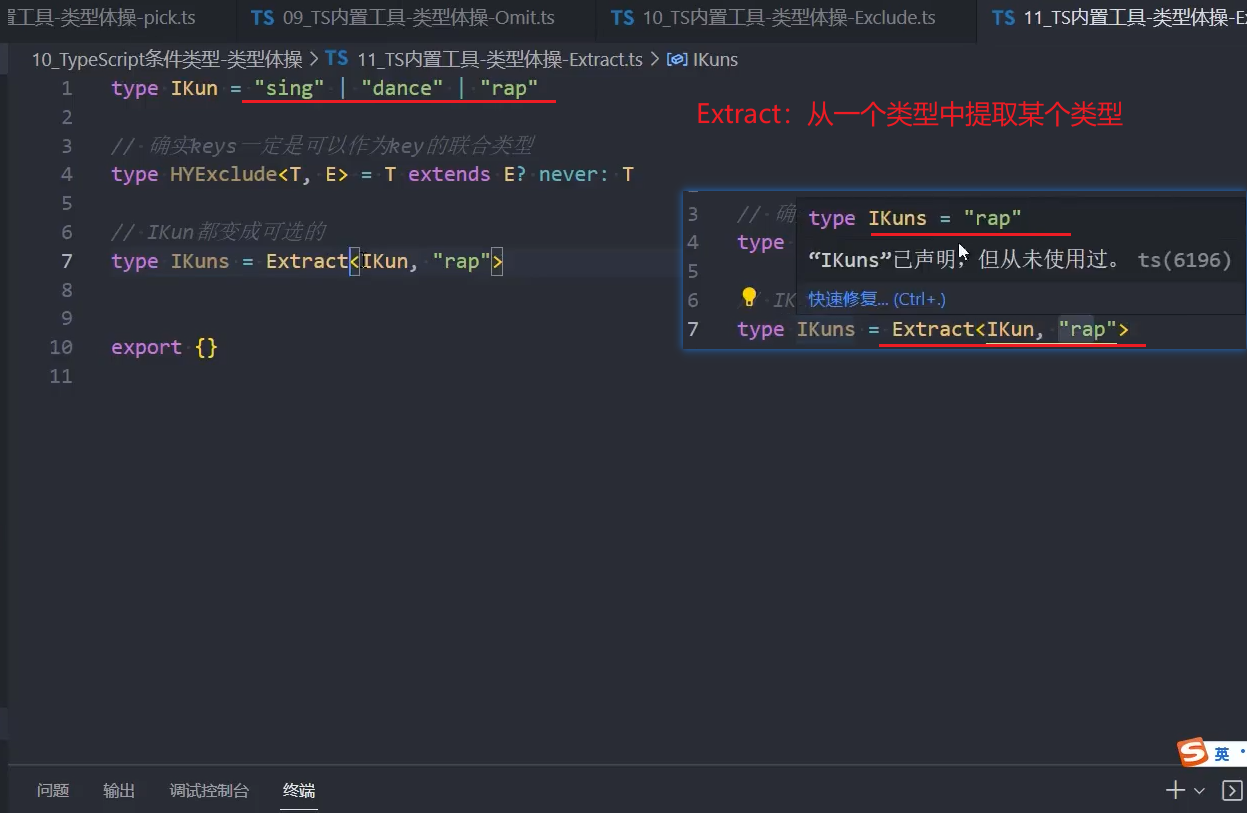 置工具-类型体操-pick.ts
TS 09_TS内置工具-类型体操-Omit.ts
TS 10_TS内置工具-类型体操-Exclude.ts
TS 11_TS内置工具-类型体操-E
10_TypeScript条件类型-类型体操 > TS 11_TS内置工具-类型体操-Extract.ts > IKuns
1 type IKun = "sing" | "dance" | "rap"
Extract：从一个类型中提取某个类型
2
3 // 确实keys一定是可以作为key的联合类型
4 type HYExclude<T, E> = T extends E? never: T
5
6 // IKun都变成可选的
7 type IKuns = Extract<IKun, "rap">
8
9
10 export {}
11
3 // 确
type IKuns = "rap"
4 type
5
“IKuns”已声明，但从未使用过。 ts(6196)
6 // IK
快速修复... (Ctrl+.)
7 type IKuns = Extract<IKun, "rap">
英
问题 输出 调试控制台 终端